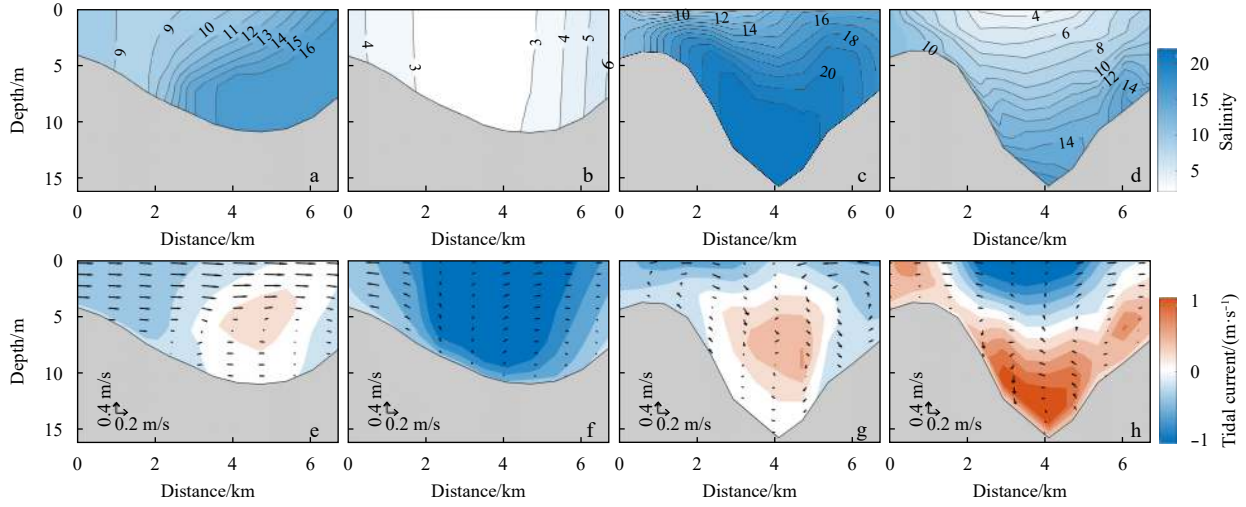 0
5
10
15
Depth/m
9
9
10
11
12
13
14
15
16
a
0
2
4
6
Distance/km
4
3
3
4
5
6
b
0
2
4
6
Distance/km
10
12
14
16
18
20
c
0
2
4
6
Distance/km
4
6
8
10
10
12
14
14
d
0
2
4
6
Distance/km
20
15
10
5
Salinity
0
5
10
15
Depth/m
0.4 m/s
0.2 m/s
e
0
2
4
6
Distance/km
0.4 m/s
0.2 m/s
f
0
2
4
6
Distance/km
0.4 m/s
0.2 m/s
g
0
2
4
6
Distance/km
0.4 m/s
0.2 m/s
h
0
2
4
6
Distance/km
1
0
−1
Tidal current/(m·s⁻¹)